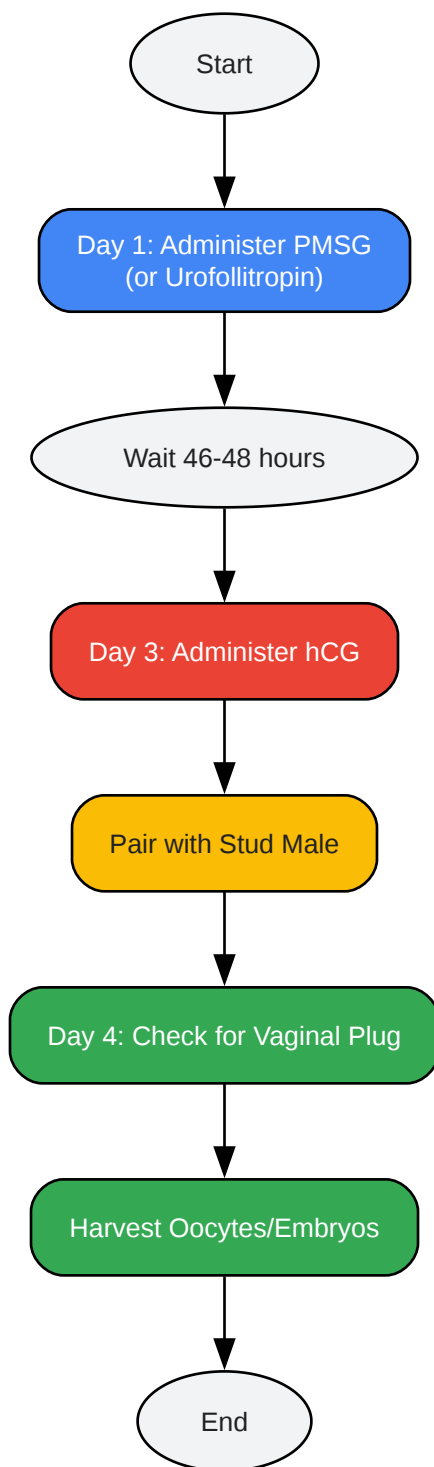 Start
Day 1: Administer PMSG
(or Urofollitropin)
Wait 46-48 hours
Day 3: Administer hCG
Pair with Stud Male
Day 4: Check for Vaginal Plug
Harvest Oocytes/Embryos
End